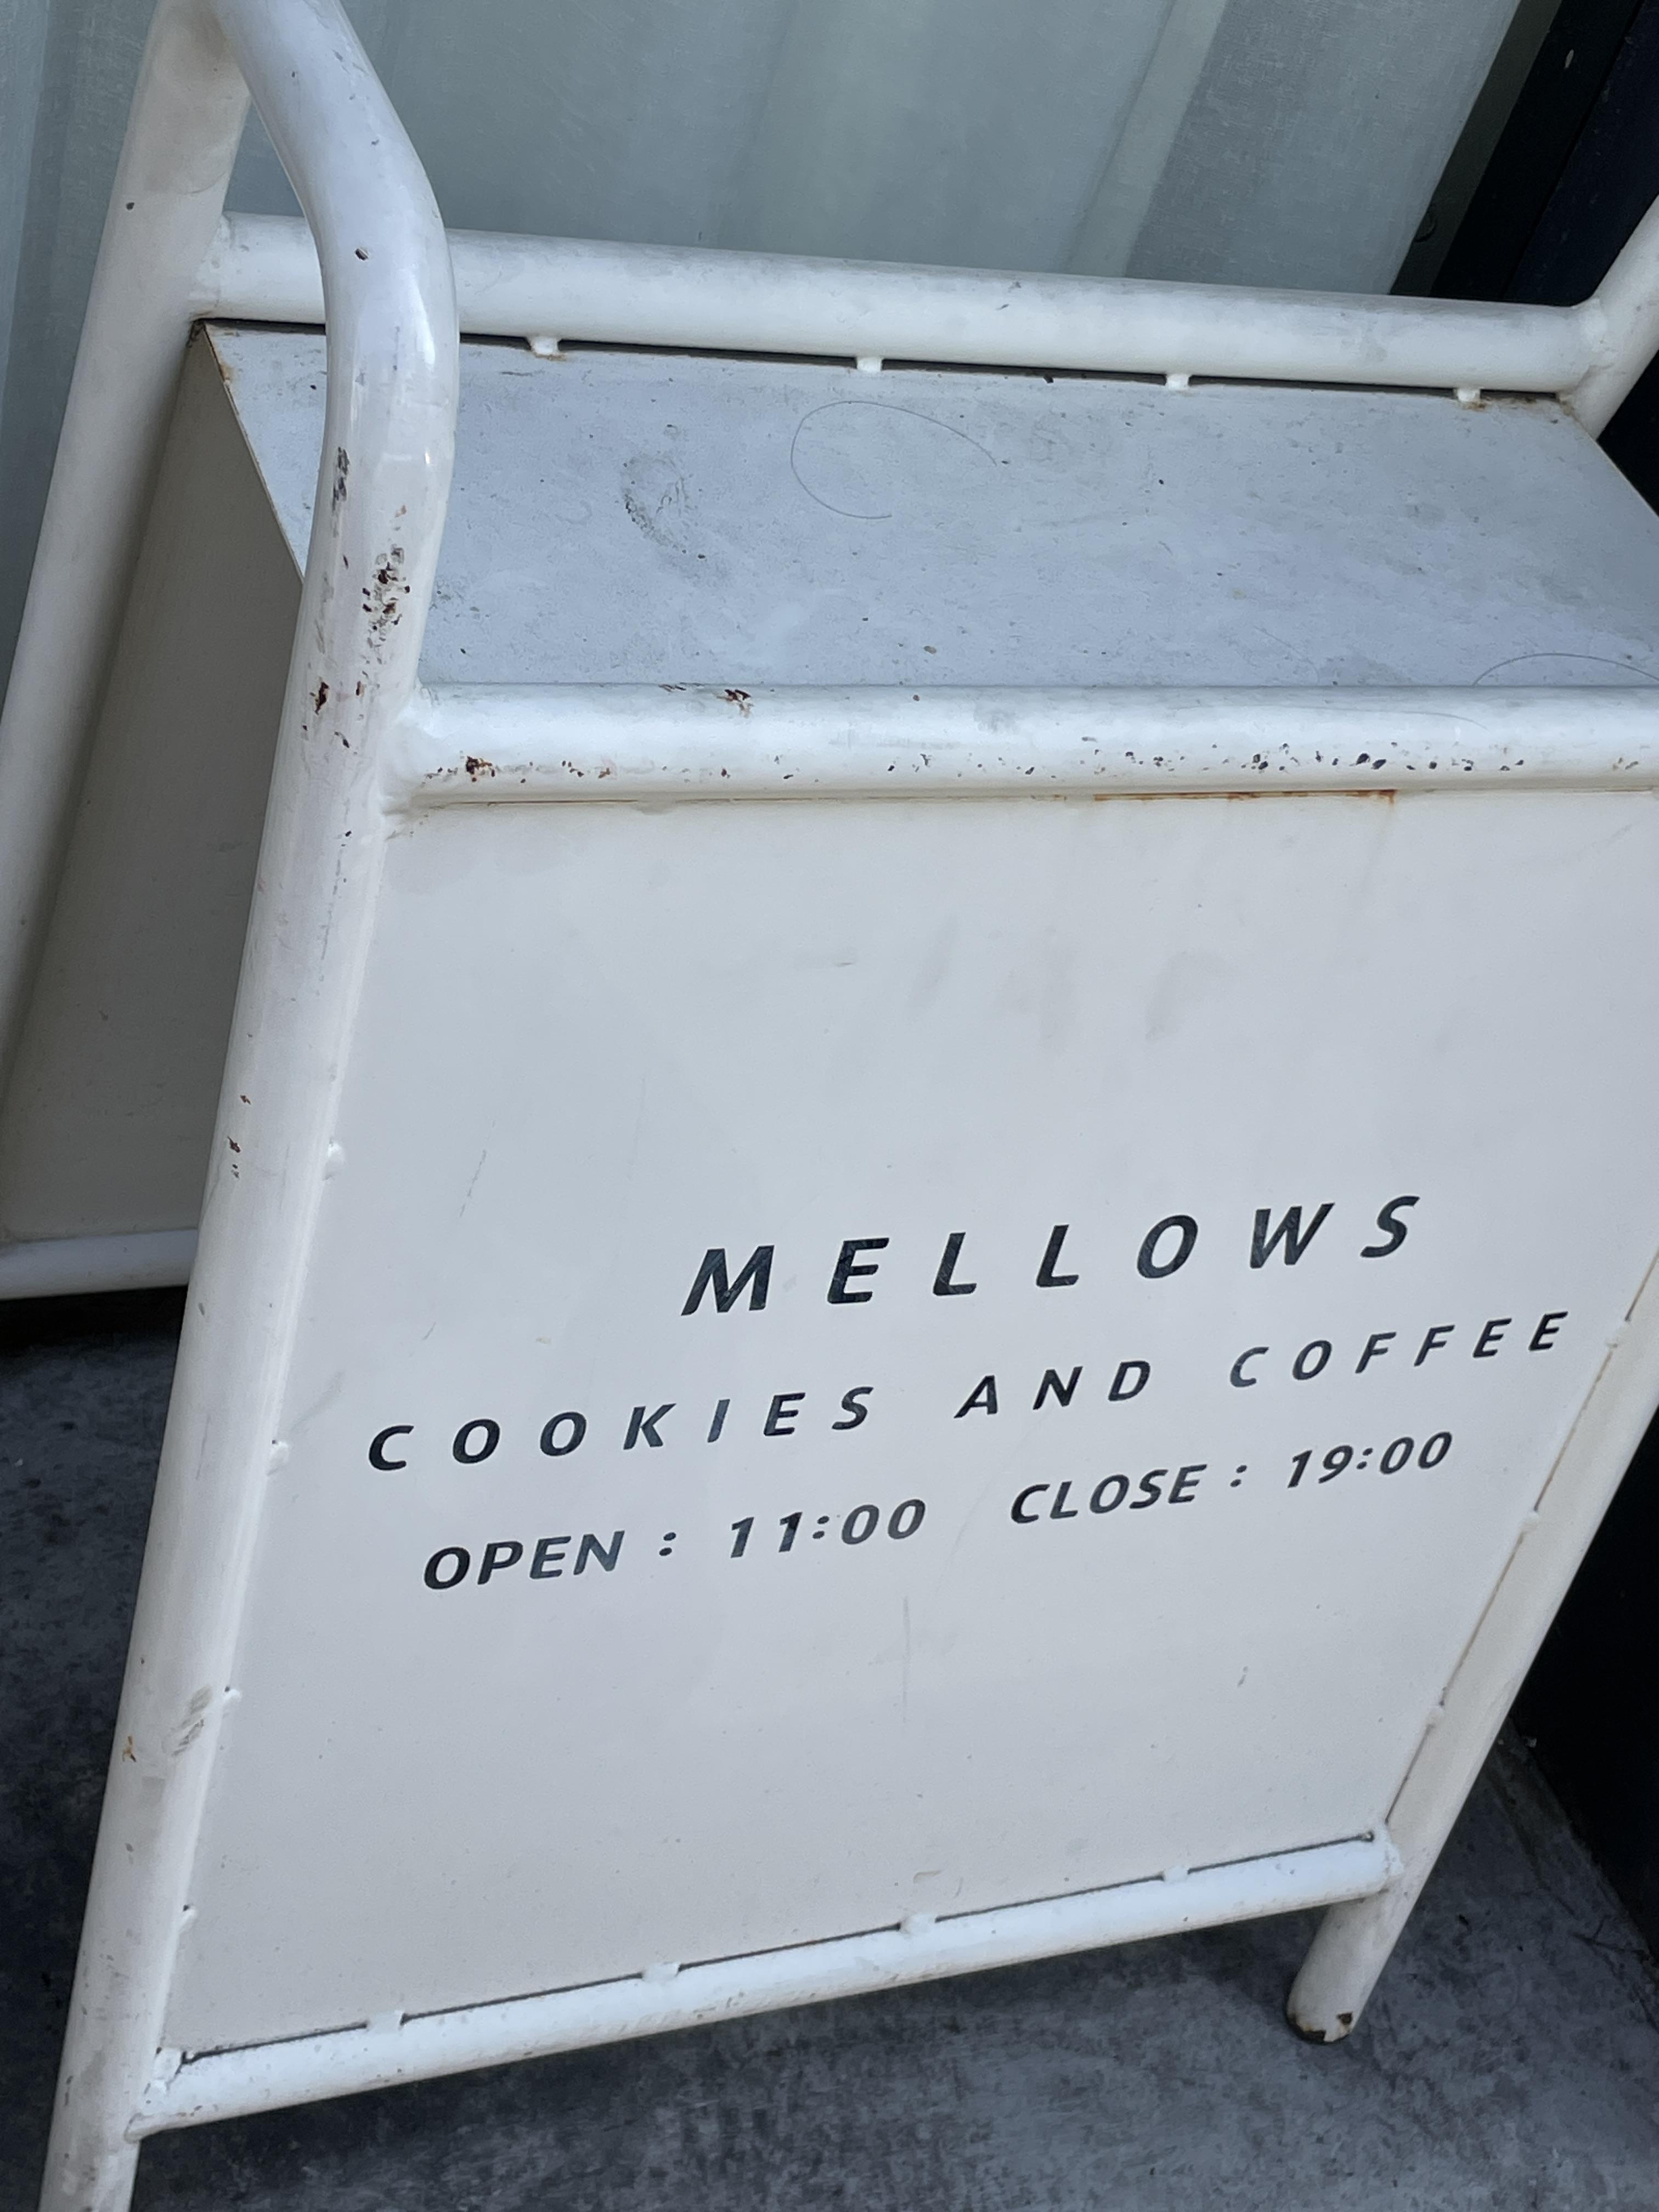 MELLOWS
COOKIES AND COFFEE
OPEN : 11:00 CLOSE : 19:00